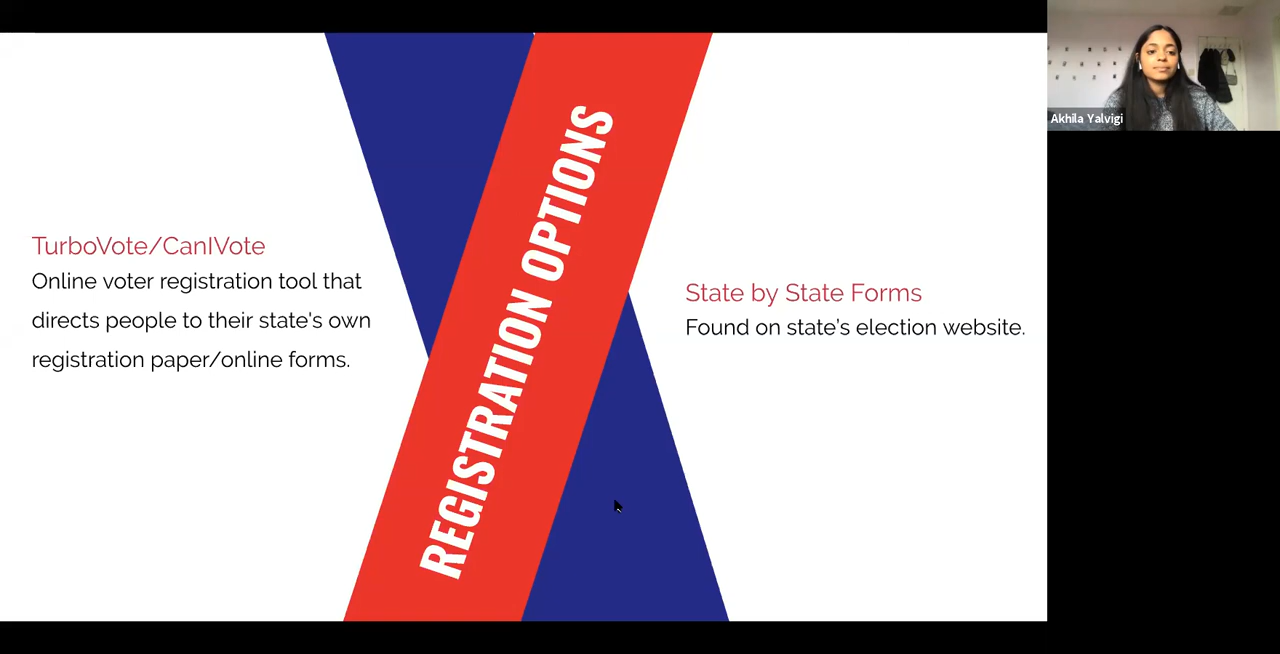 TurboVote/CanIVote
Online voter registration tool that
directs people to their state's own
registration paper/online forms.
REGISTRATION OPTIONS
State by State Forms
Found on state’s election website.
Akhila Yalvigi